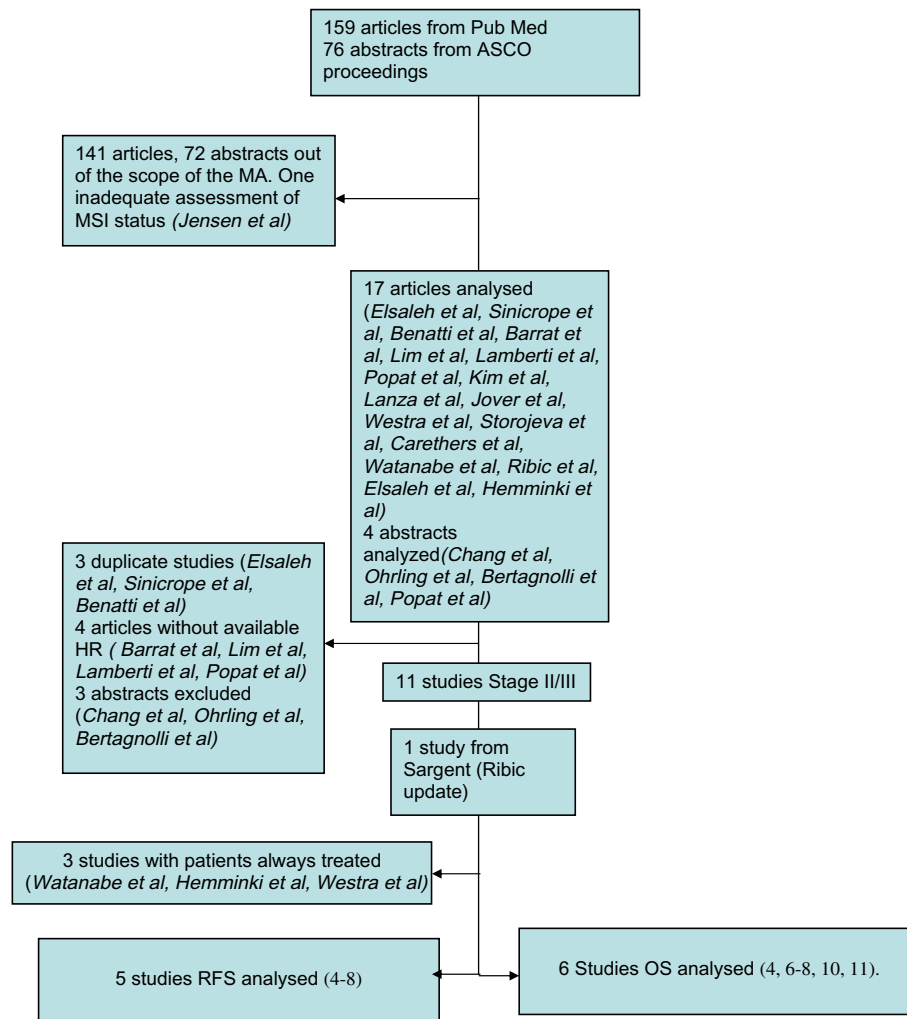 159 articles from Pub Med
76 abstracts from ASCO
proceedings
141 articles, 72 abstracts out
of the scope of the MA. One
inadequate assessment of
MSI status (Jensen et al)
17 articles analysed
(Elsaleh et al, Sinicrope et
al, Benatti et al, Barrat et
al, Lim et al, Lamberti et al,
Popat et al, Kim et al,
Lanza et al, Jover et al,
Westra et al, Storojeva et
al, Carethers et al,
Watanabe et al, Ribic et al,
Elsaleh et al, Hemminki et
al)
4 abstracts
analyzed(Chang et al,
Ohrling et al, Bertagnolli et
al, Popat et al)
3 duplicate studies (Elsaleh
et al, Sinicrope et al,
Benatti et al)
4 articles without available
HR ( Barrat et al, Lim et al,
Lamberti et al, Popat et al)
3 abstracts excluded
(Chang et al, Ohrling et al,
Bertagnolli et al)
11 studies Stage II/III
1 study from
Sargent (Ribic
update)
3 studies with patients always treated
(Watanabe et al, Hemminki et al, Westra et al)
5 studies RFS analysed (4-8)
6 Studies OS analysed (4, 6-8, 10, 11).